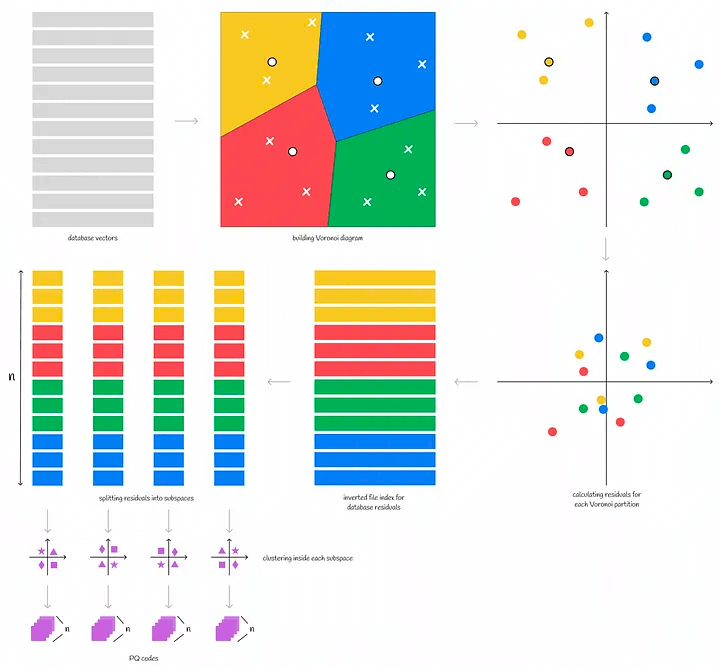 database vectors
building Voronoi diagram
n
splitting residuals into subspaces
inverted file index for
database residuals
calculating residuals for
each Voronoi partition
clustering inside each subspace
n
n
n
n
PQ codes